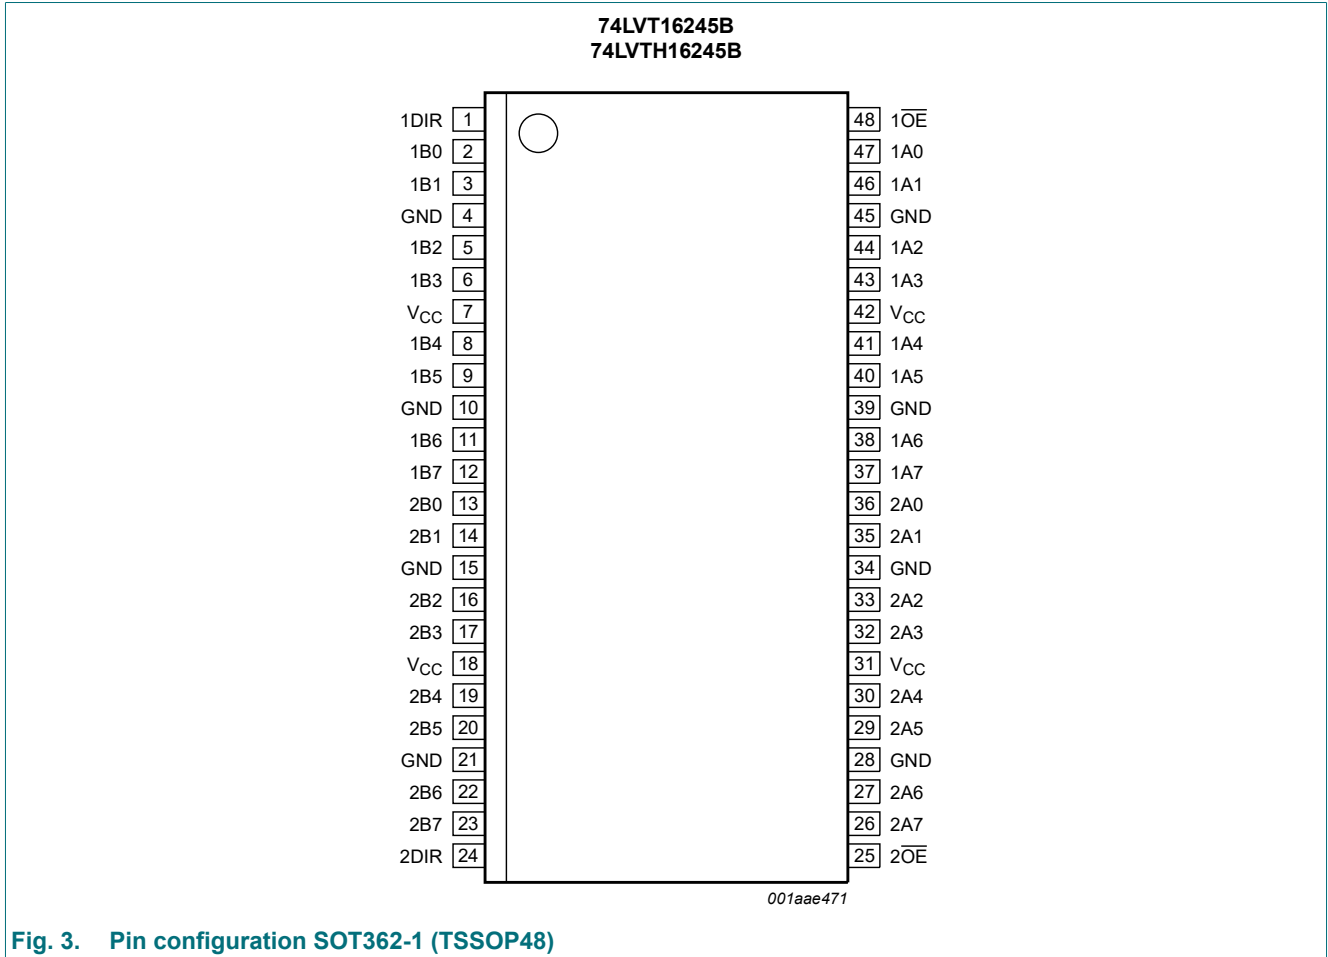 74LVT16245B
74LVTH16245B
1DIR 1 48 1O̅E̅
1B0 2 47 1A0
1B1 3 46 1A1
GND 4 45 GND
1B2 5 44 1A2
1B3 6 43 1A3
VCC 7 42 VCC
1B4 8 41 1A4
1B5 9 40 1A5
GND 10 39 GND
1B6 11 38 1A6
1B7 12 37 1A7
2B0 13 36 2A0
2B1 14 35 2A1
GND 15 34 GND
2B2 16 33 2A2
2B3 17 32 2A3
VCC 18 31 VCC
2B4 19 30 2A4
2B5 20 29 2A5
GND 21 28 GND
2B6 22 27 2A6
2B7 23 26 2A7
2DIR 24 25 2O̅E̅
001aae471
Fig. 3. Pin configuration SOT362-1 (TSSOP48)